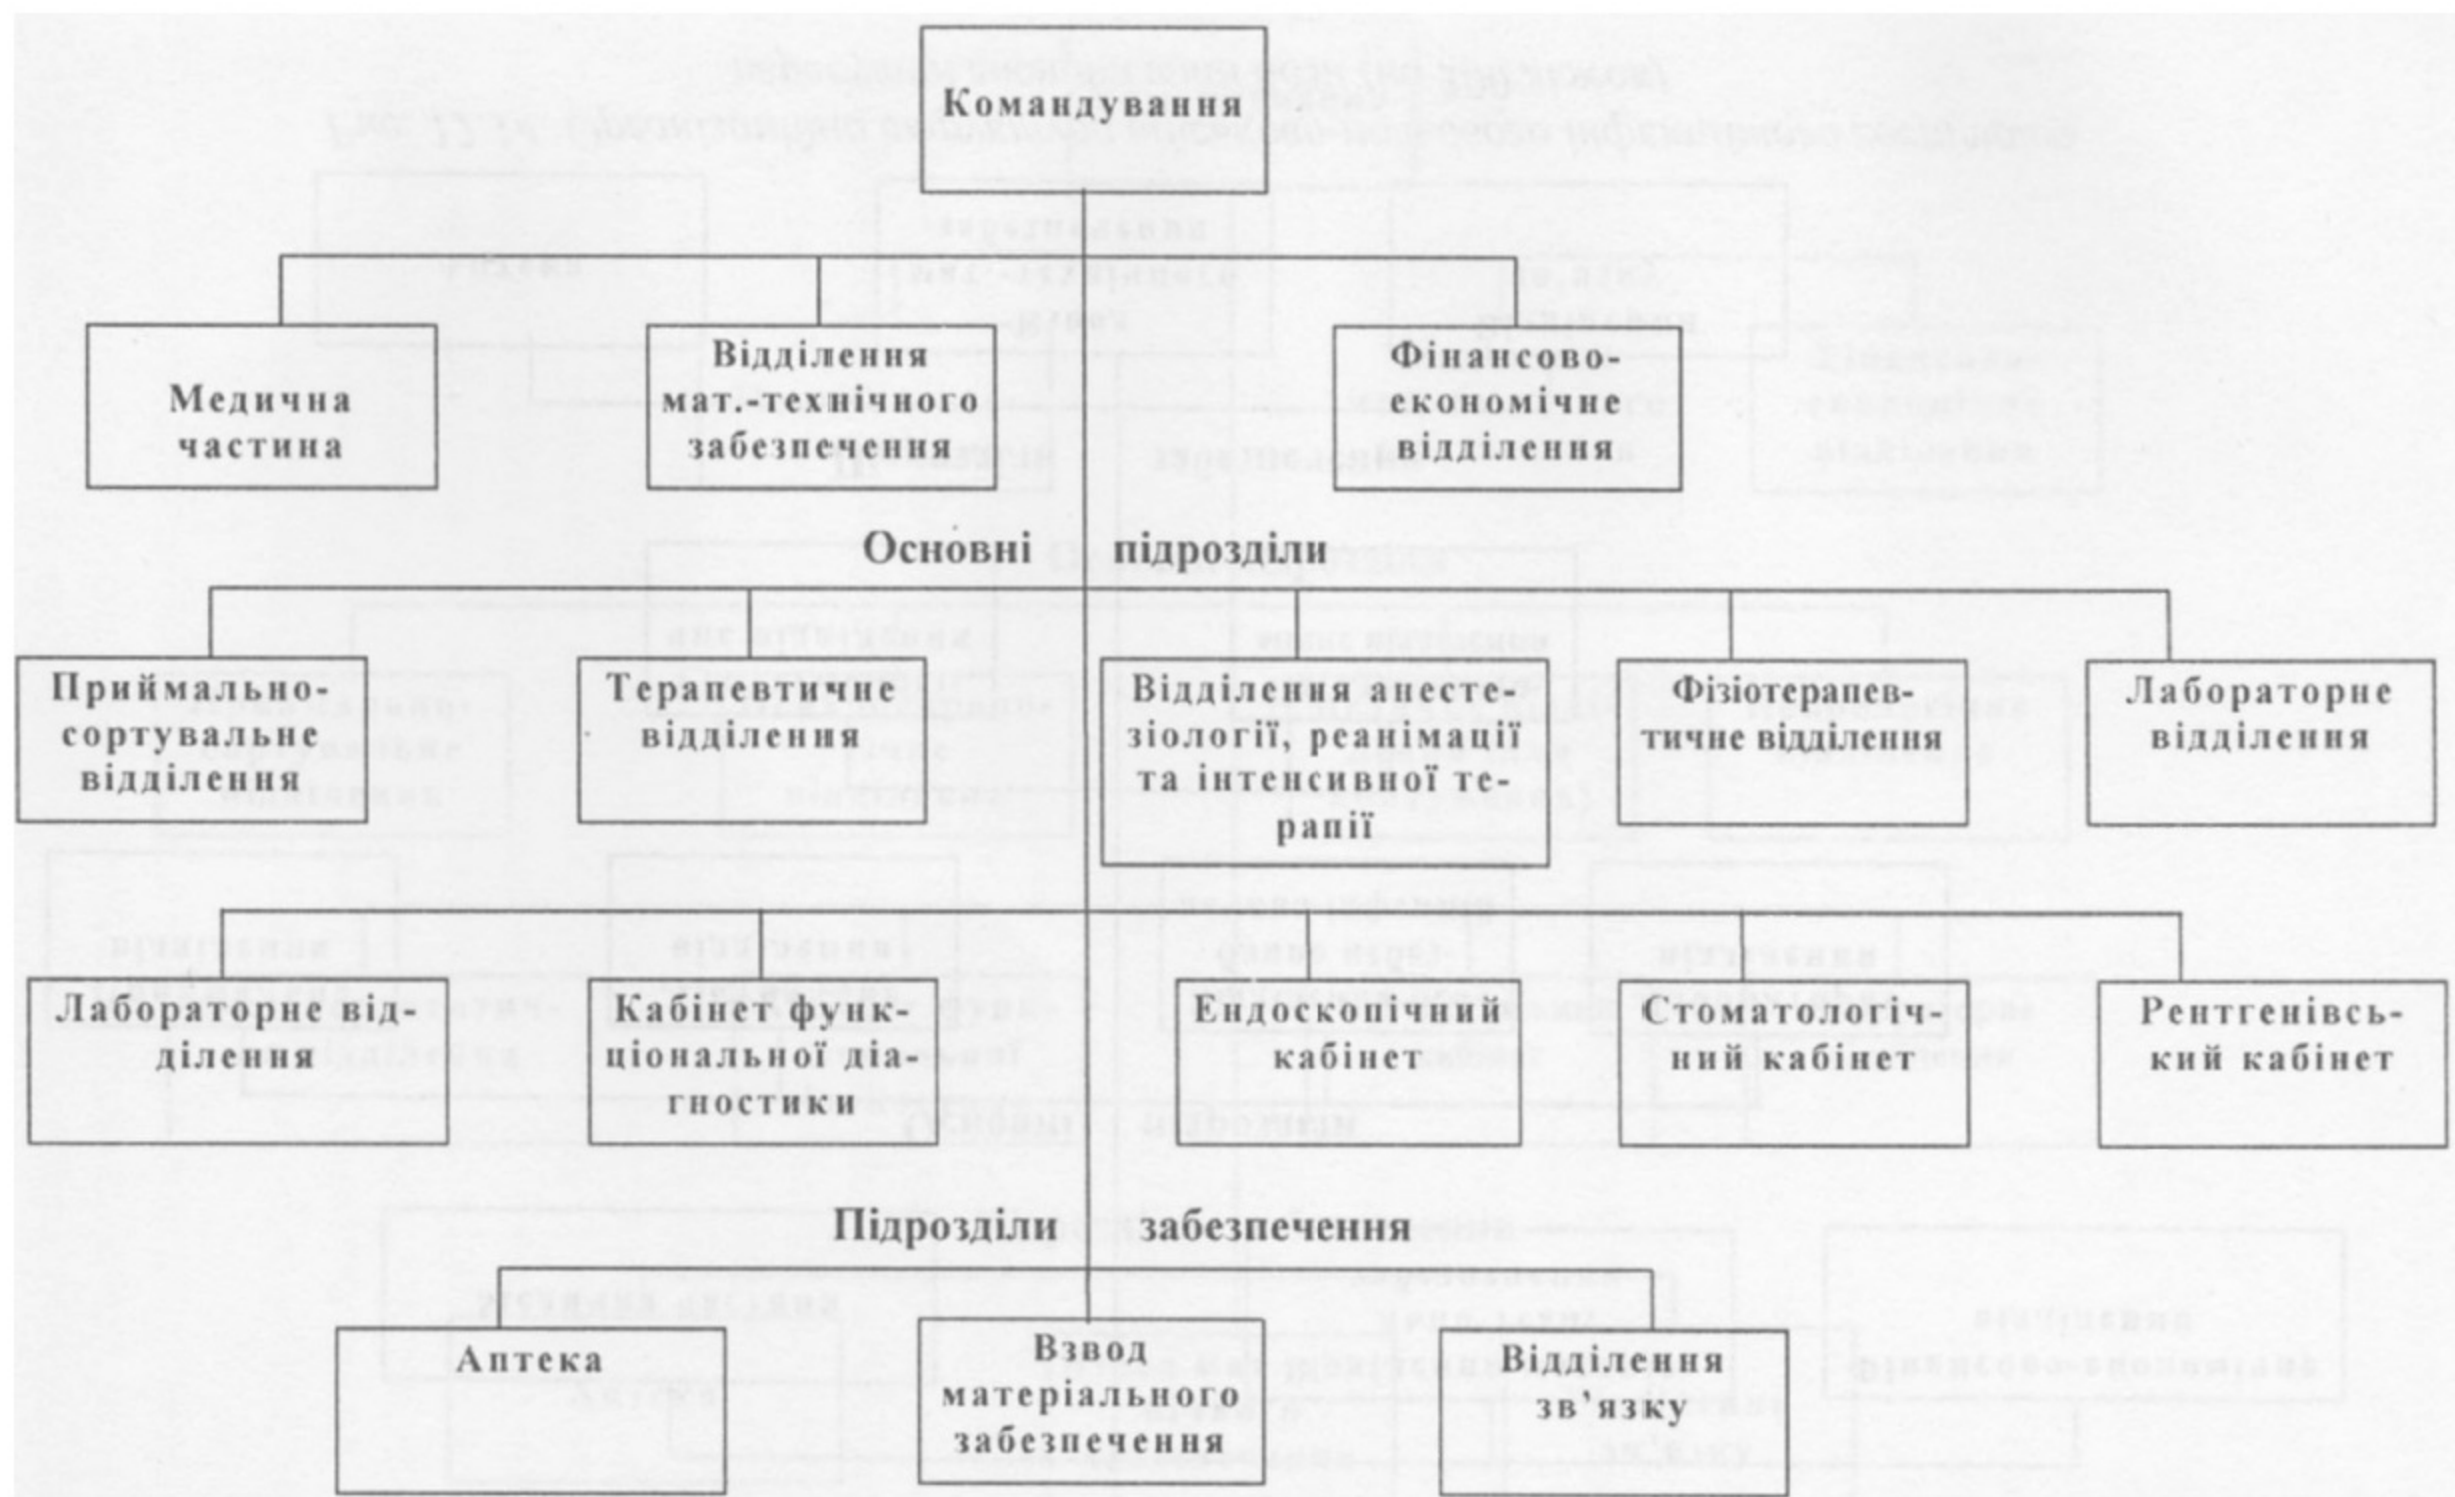 Командування
Медична
частина
Відділення
мат.-технічного
забезпечення
Фінансово-
економічне
відділення
Основні підрозділи
Приймально-
сортувальне
відділення
Терапевтичне
відділення
Відділення анесте-
зіології, реанімації
та інтенсивної те-
рапії
Фізіотерапев-
тичне відділення
Лабораторне
відділення
Лабораторне від-
ділення
Кабінет функ-
ціональної діа-
гностики
Ендоскопічний
кабінет
Стоматологіч-
ний кабінет
Рентгенівсь-
кий кабінет
Підрозділи забезпечення
Аптека
Взвод
матеріального
забезпечення
Відділення
зв’язку